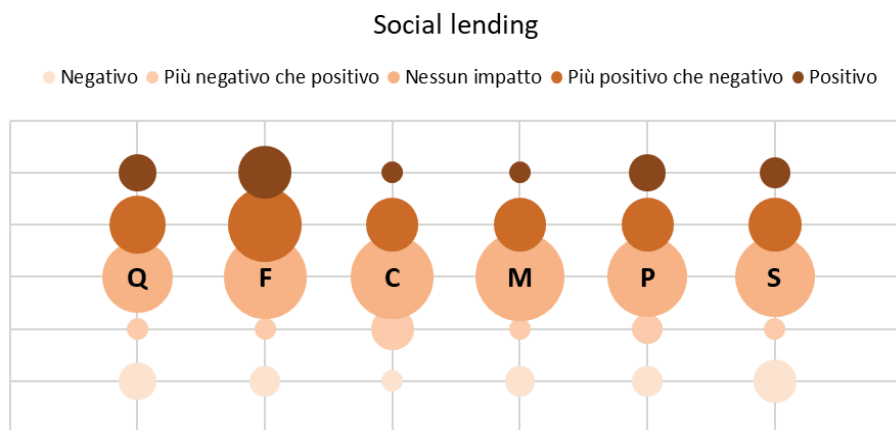 Social lending
Negativo Più negativo che positivo Nessun impatto Più positivo che negativo Positivo
Q F C M P S